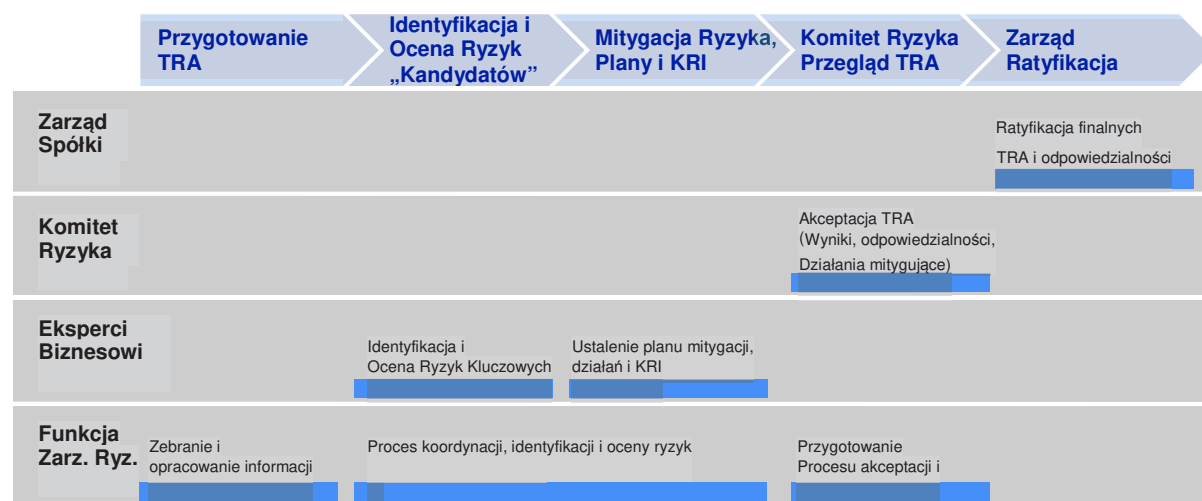 Przygotowanie
TRA
Identyfikacja i
Ocena Ryzyk
„Kandydatów”
Mitygacja Ryzyka,
Plany i KRI
Komitet Ryzyka
Przegląd TRA
Zarząd
Ratyfikacja
Zarząd
Spółki
Ratyfikacja finalnych
TRA i odpowiedzialności
Komitet
Ryzyka
Akceptacja TRA
(Wyniki, odpowiedzialności,
Działania mitygujące)
Eksperci
Biznesowi
Identyfikacja i
Ocena Ryzyk Kluczowych
Ustalenie planu mitygacji,
działań i KRI
Funkcja
Zarz. Ryz.
Zebranie i
opracowanie informacji
Proces koordynacji, identyfikacji i oceny ryzyk
Przygotowanie
Procesu akceptacji i